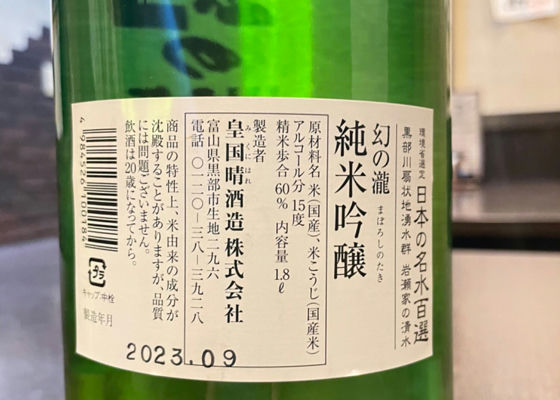 環境省選定 日本の名水百選
黒部川扇状地湧水群 岩瀬家の清水
幻の瀧 まぼろしのたき
純米吟醸
原材料名 米(国産)、米こうじ(国産米)
アルコール分 15度
精米歩合 60% 内容量 1.8ℓ
製造者
みくにはれ
皇国晴酒造株式会社
富山県黒部市生地二九六
電話 〇一二〇―三八―三九二八
商品の特性上、米由来の成分が
沈殿することがありますが、品質
には問題ございません。
飲酒は20歳になってから。
4 984526 100784
プラ
キャップ・中栓
製造年月
2023.09